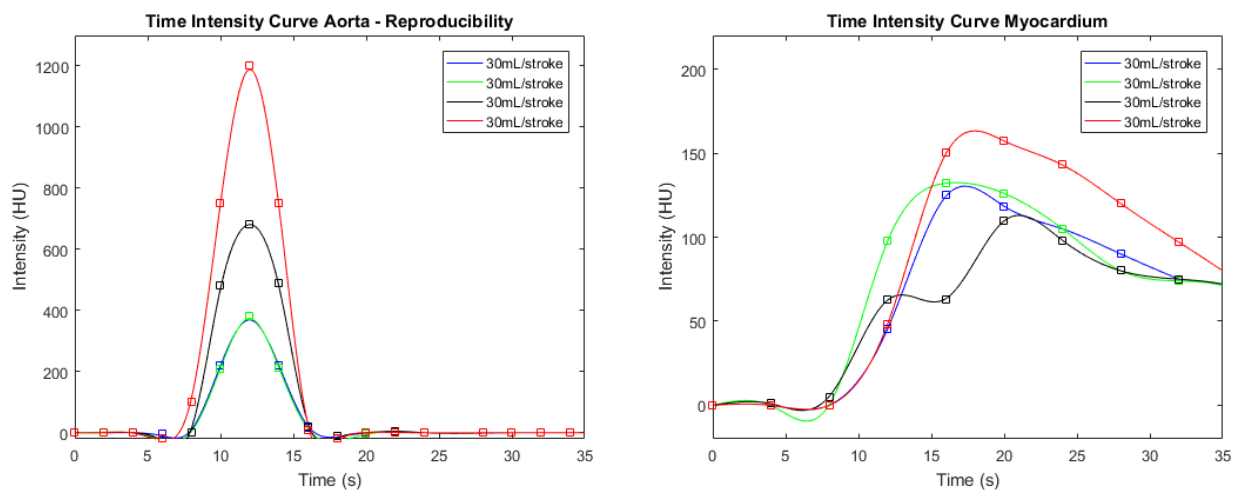 Time Intensity Curve Aorta - Reproducibility
1200
1000
800
600
400
200
0
Intensity (HU)
0 5 10 15 20 25 30 35
Time (s)
30mL/stroke
30mL/stroke
30mL/stroke
30mL/stroke
Time Intensity Curve Myocardium
200
150
100
50
0
Intensity (HU)
0 5 10 15 20 25 30 35
Time (s)
30mL/stroke
30mL/stroke
30mL/stroke
30mL/stroke